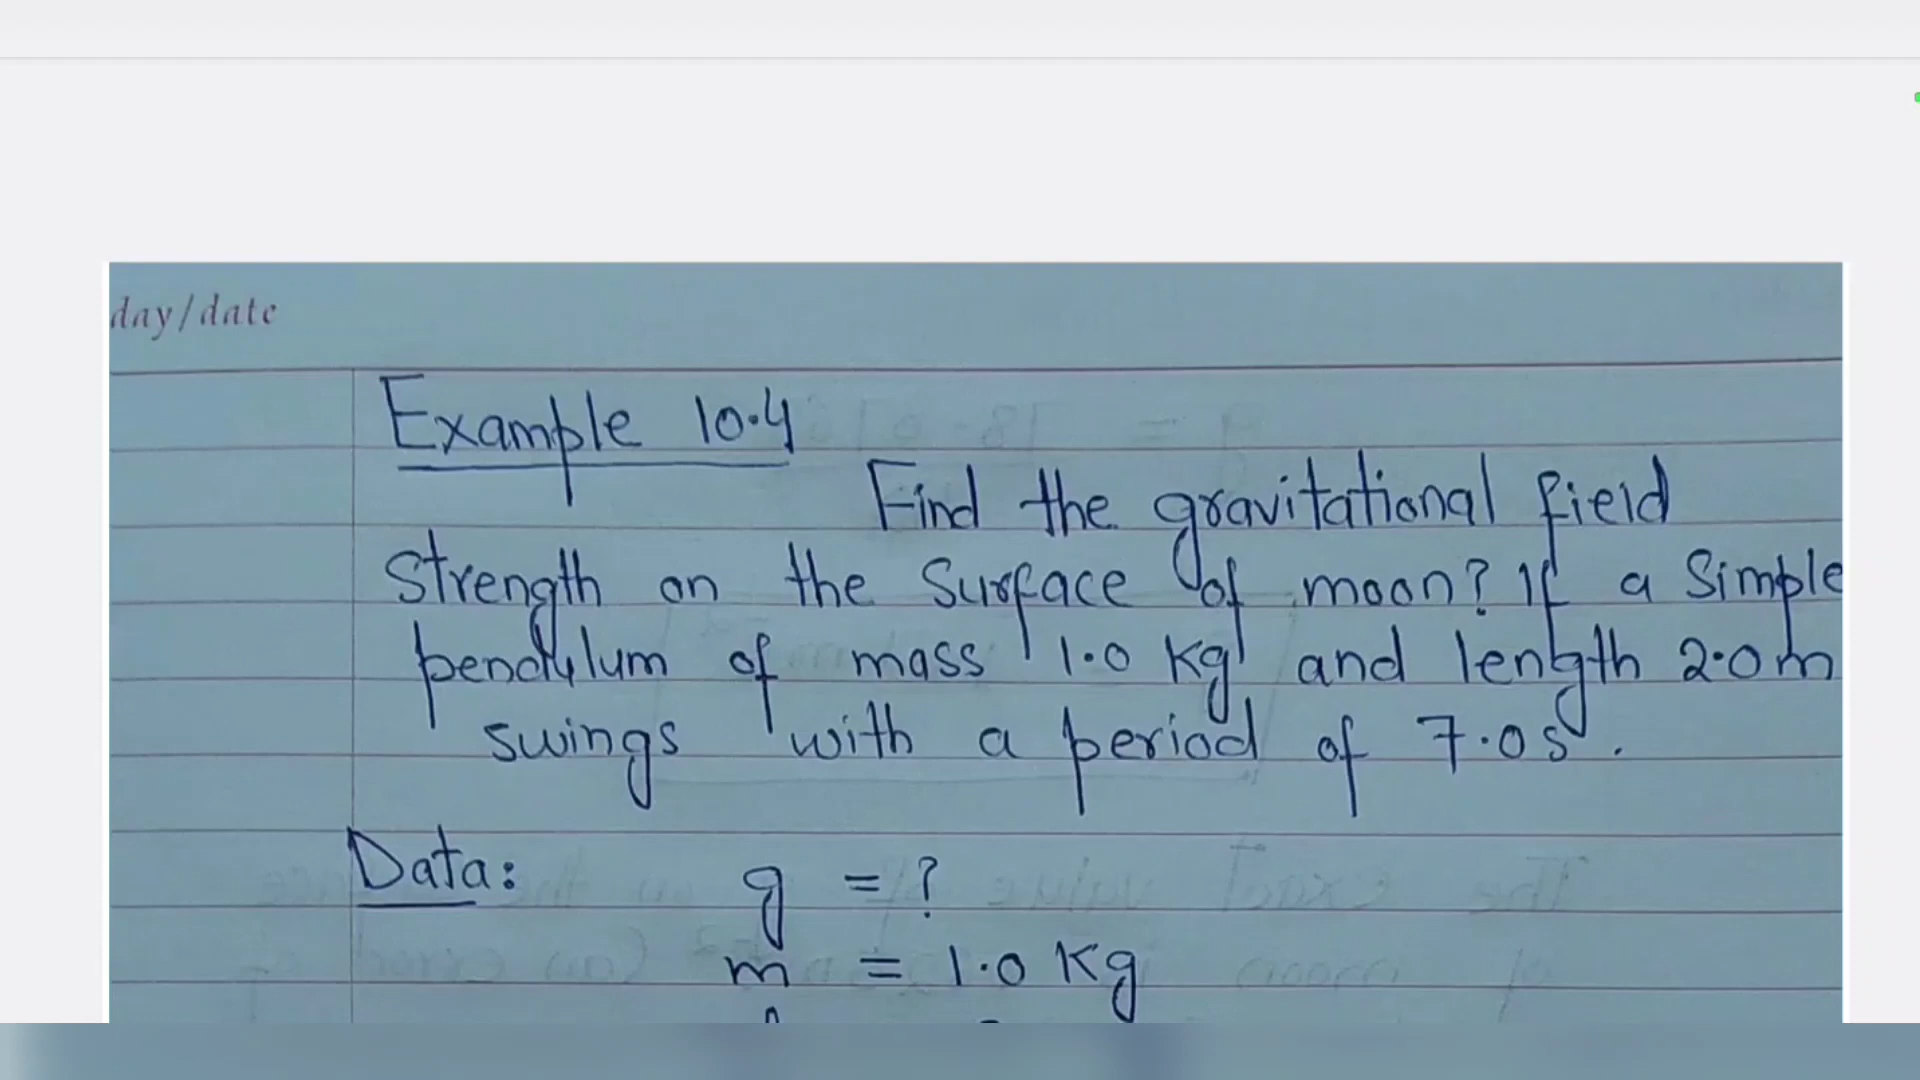 day/date
Example 10.4
Find the gravitational field
Strength on the Surface of moon? If a Simple
pendulum of mass 1.0 Kg and length 2.0m
swings with a period of 7.0s.
Data: g = ?
m = 1.0 Kg